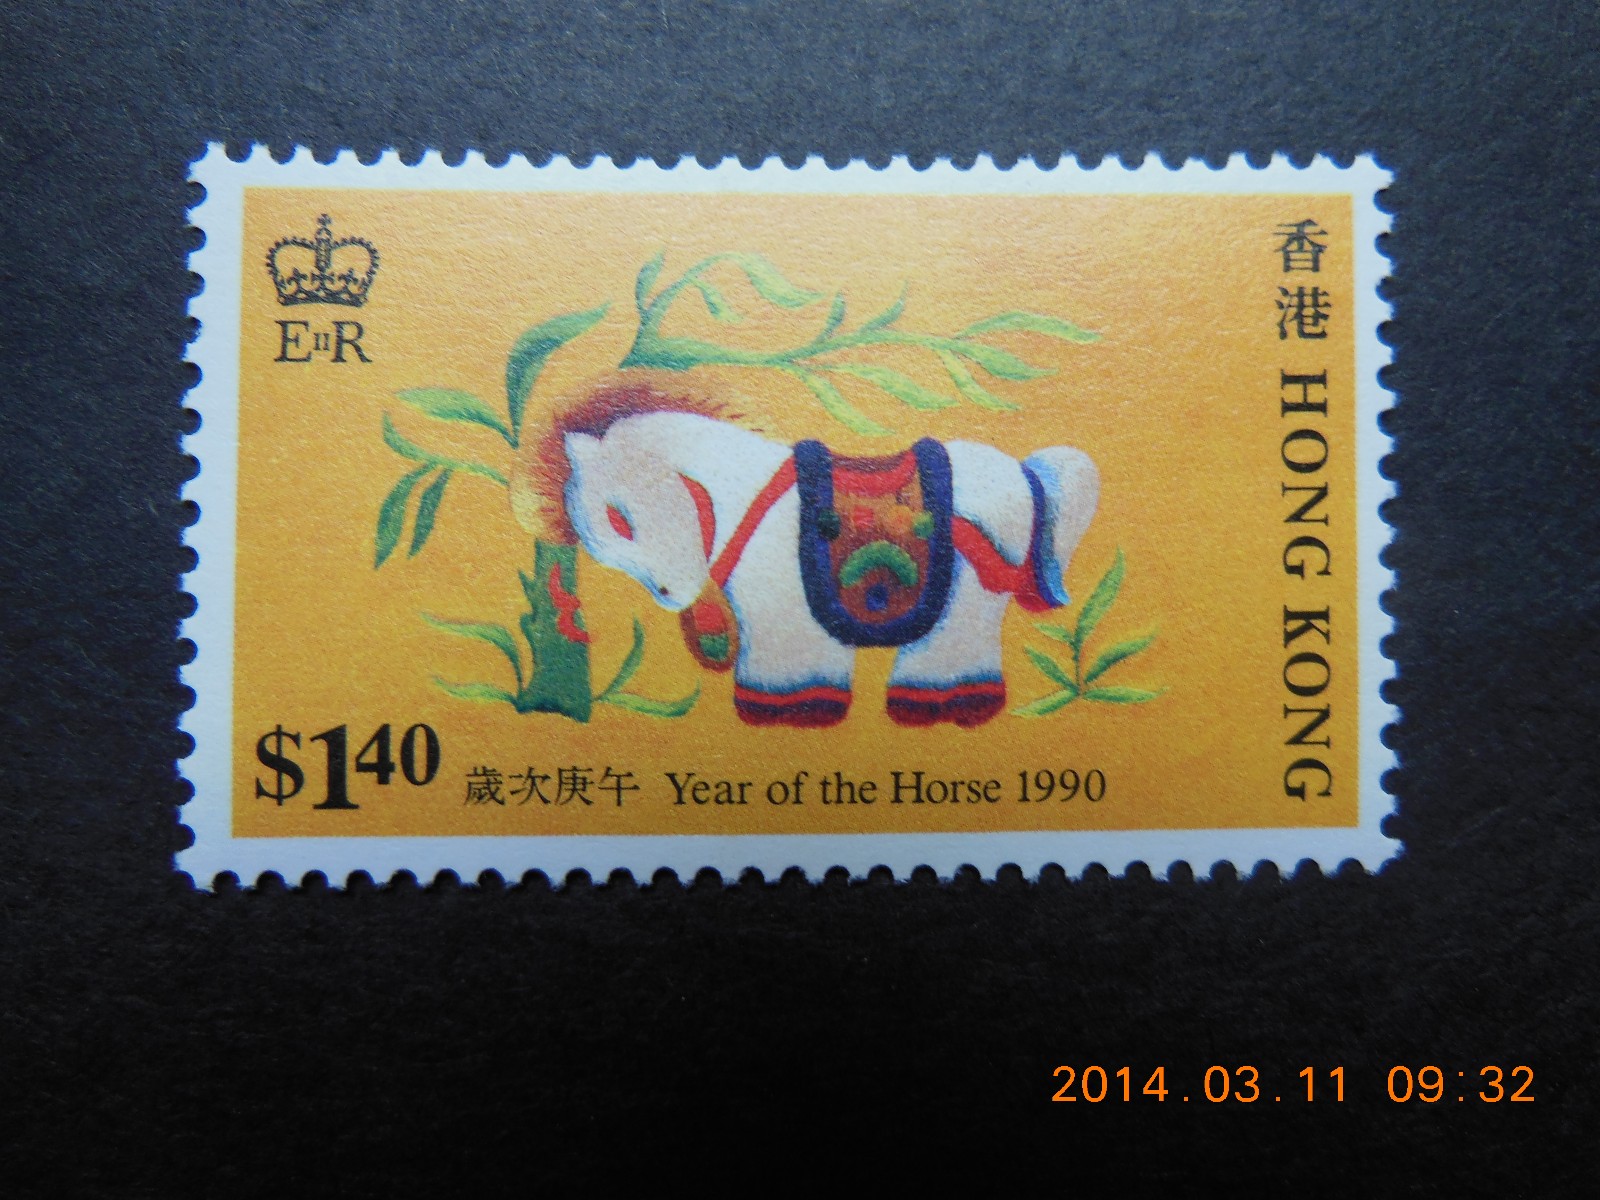 EIIR
香港 HONG KONG
$1.40
歲次庚午 Year of the Horse 1990
2014.03.11 09:32